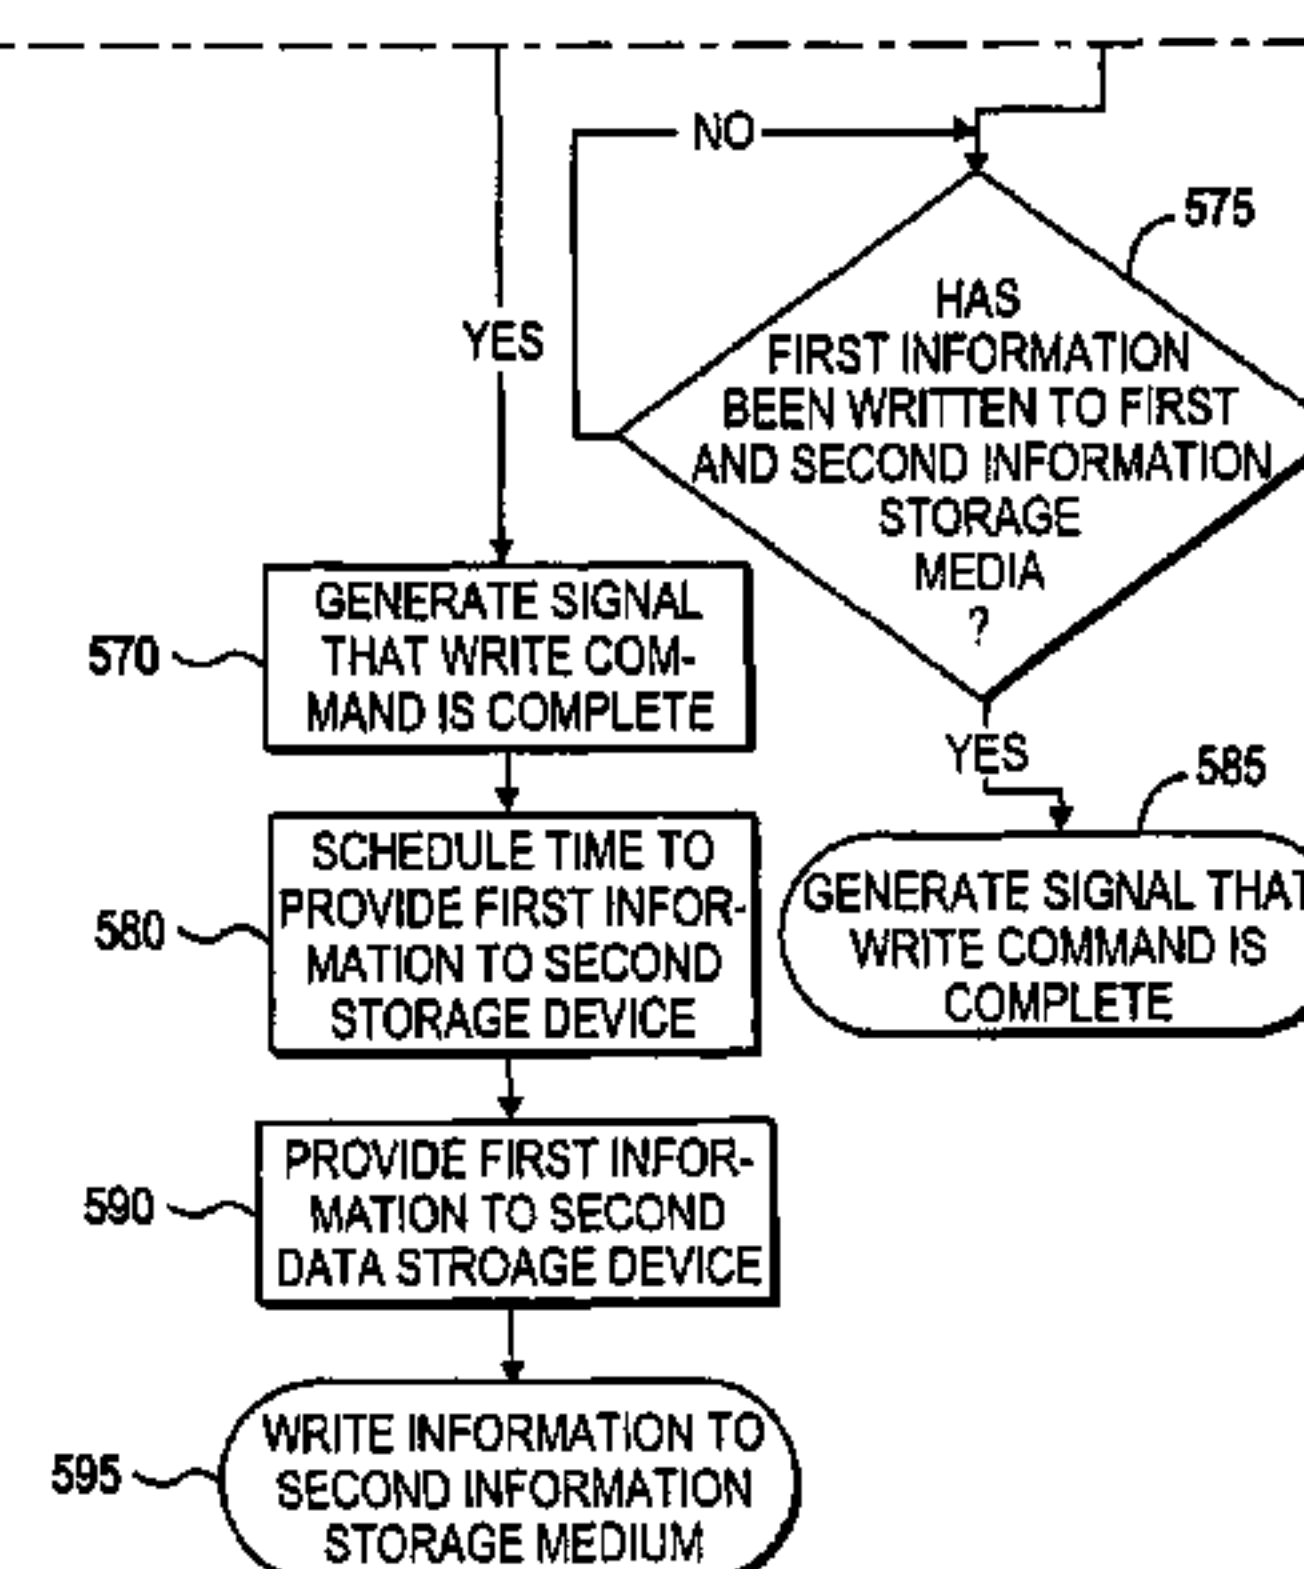 NO
575
HAS
FIRST INFORMATION
BEEN WRITTEN TO FIRST
AND SECOND INFORMATION
STORAGE
MEDIA
?
YES
YES
570
GENERATE SIGNAL
THAT WRITE COM-
MAND IS COMPLETE
585
GENERATE SIGNAL THAT
WRITE COMMAND IS
COMPLETE
580
SCHEDULE TIME TO
PROVIDE FIRST INFOR-
MATION TO SECOND
STORAGE DEVICE
590
PROVIDE FIRST INFOR-
MATION TO SECOND
DATA STROAGE DEVICE
595
WRITE INFORMATION TO
SECOND INFORMATION
STORAGE MEDIUM